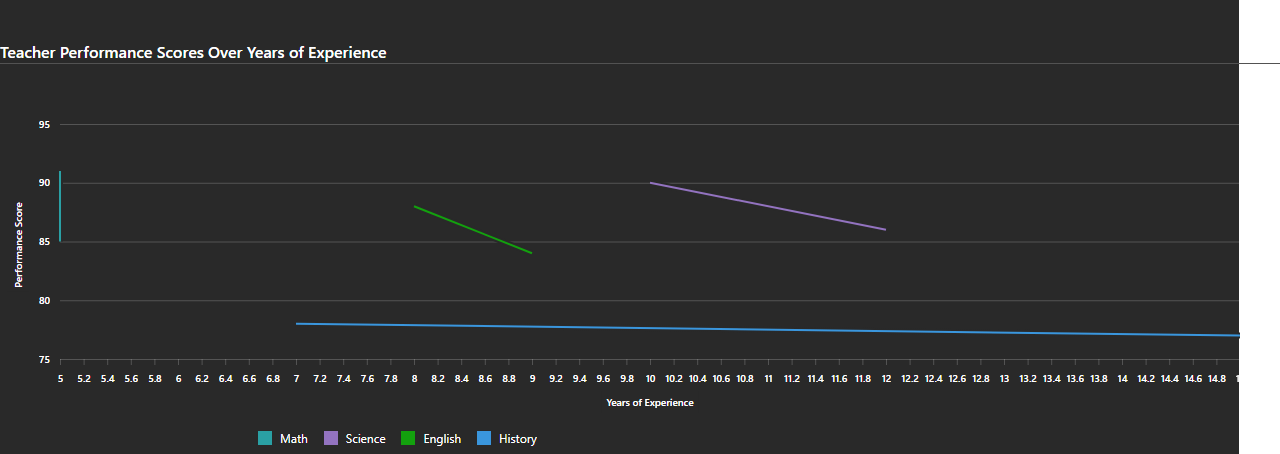 Teacher Performance Scores Over Years of Experience
95
90
85
80
75
Performance Score
5 5.2 5.4 5.6 5.8 6 6.2 6.4 6.6 6.8 7 7.2 7.4 7.6 7.8 8 8.2 8.4 8.6 8.8 9 9.2 9.4 9.6 9.8 10 10.2 10.4 10.6 10.8 11 11.2 11.4 11.6 11.8 12 12.2 12.4 12.6 12.8 13 13.2 13.4 13.6 13.8 14 14.2 14.4 14.6 14.8
Years of Experience
Math Science English History